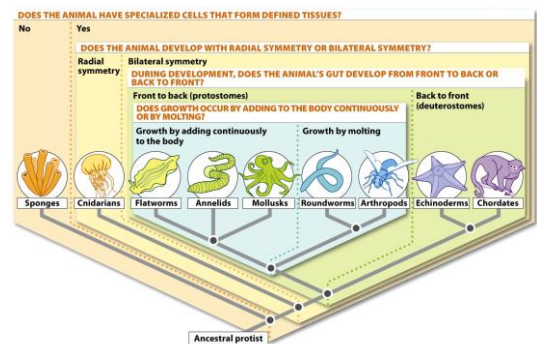 DOES THE ANIMAL HAVE SPECIALIZED CELLS THAT FORM DEFINED TISSUES?
No
Yes
DOES THE ANIMAL DEVELOP WITH RADIAL SYMMETRY OR BILATERAL SYMMETRY?
Radial
symmetry
Bilateral symmetry
DURING DEVELOPMENT, DOES THE ANIMAL'S GUT DEVELOP FROM FRONT TO BACK OR
BACK TO FRONT?
Front to back (protostomes)
Back to front
(deuterostomes)
DOES GROWTH OCCUR BY ADDING TO THE BODY CONTINUOUSLY
OR BY MOLTING?
Growth by adding continuously
to the body
Growth by molting
Sponges
Cnidarians
Flatworms
Annelids
Mollusks
Roundworms
Arthropods
Echinoderms
Chordates
Ancestral protist